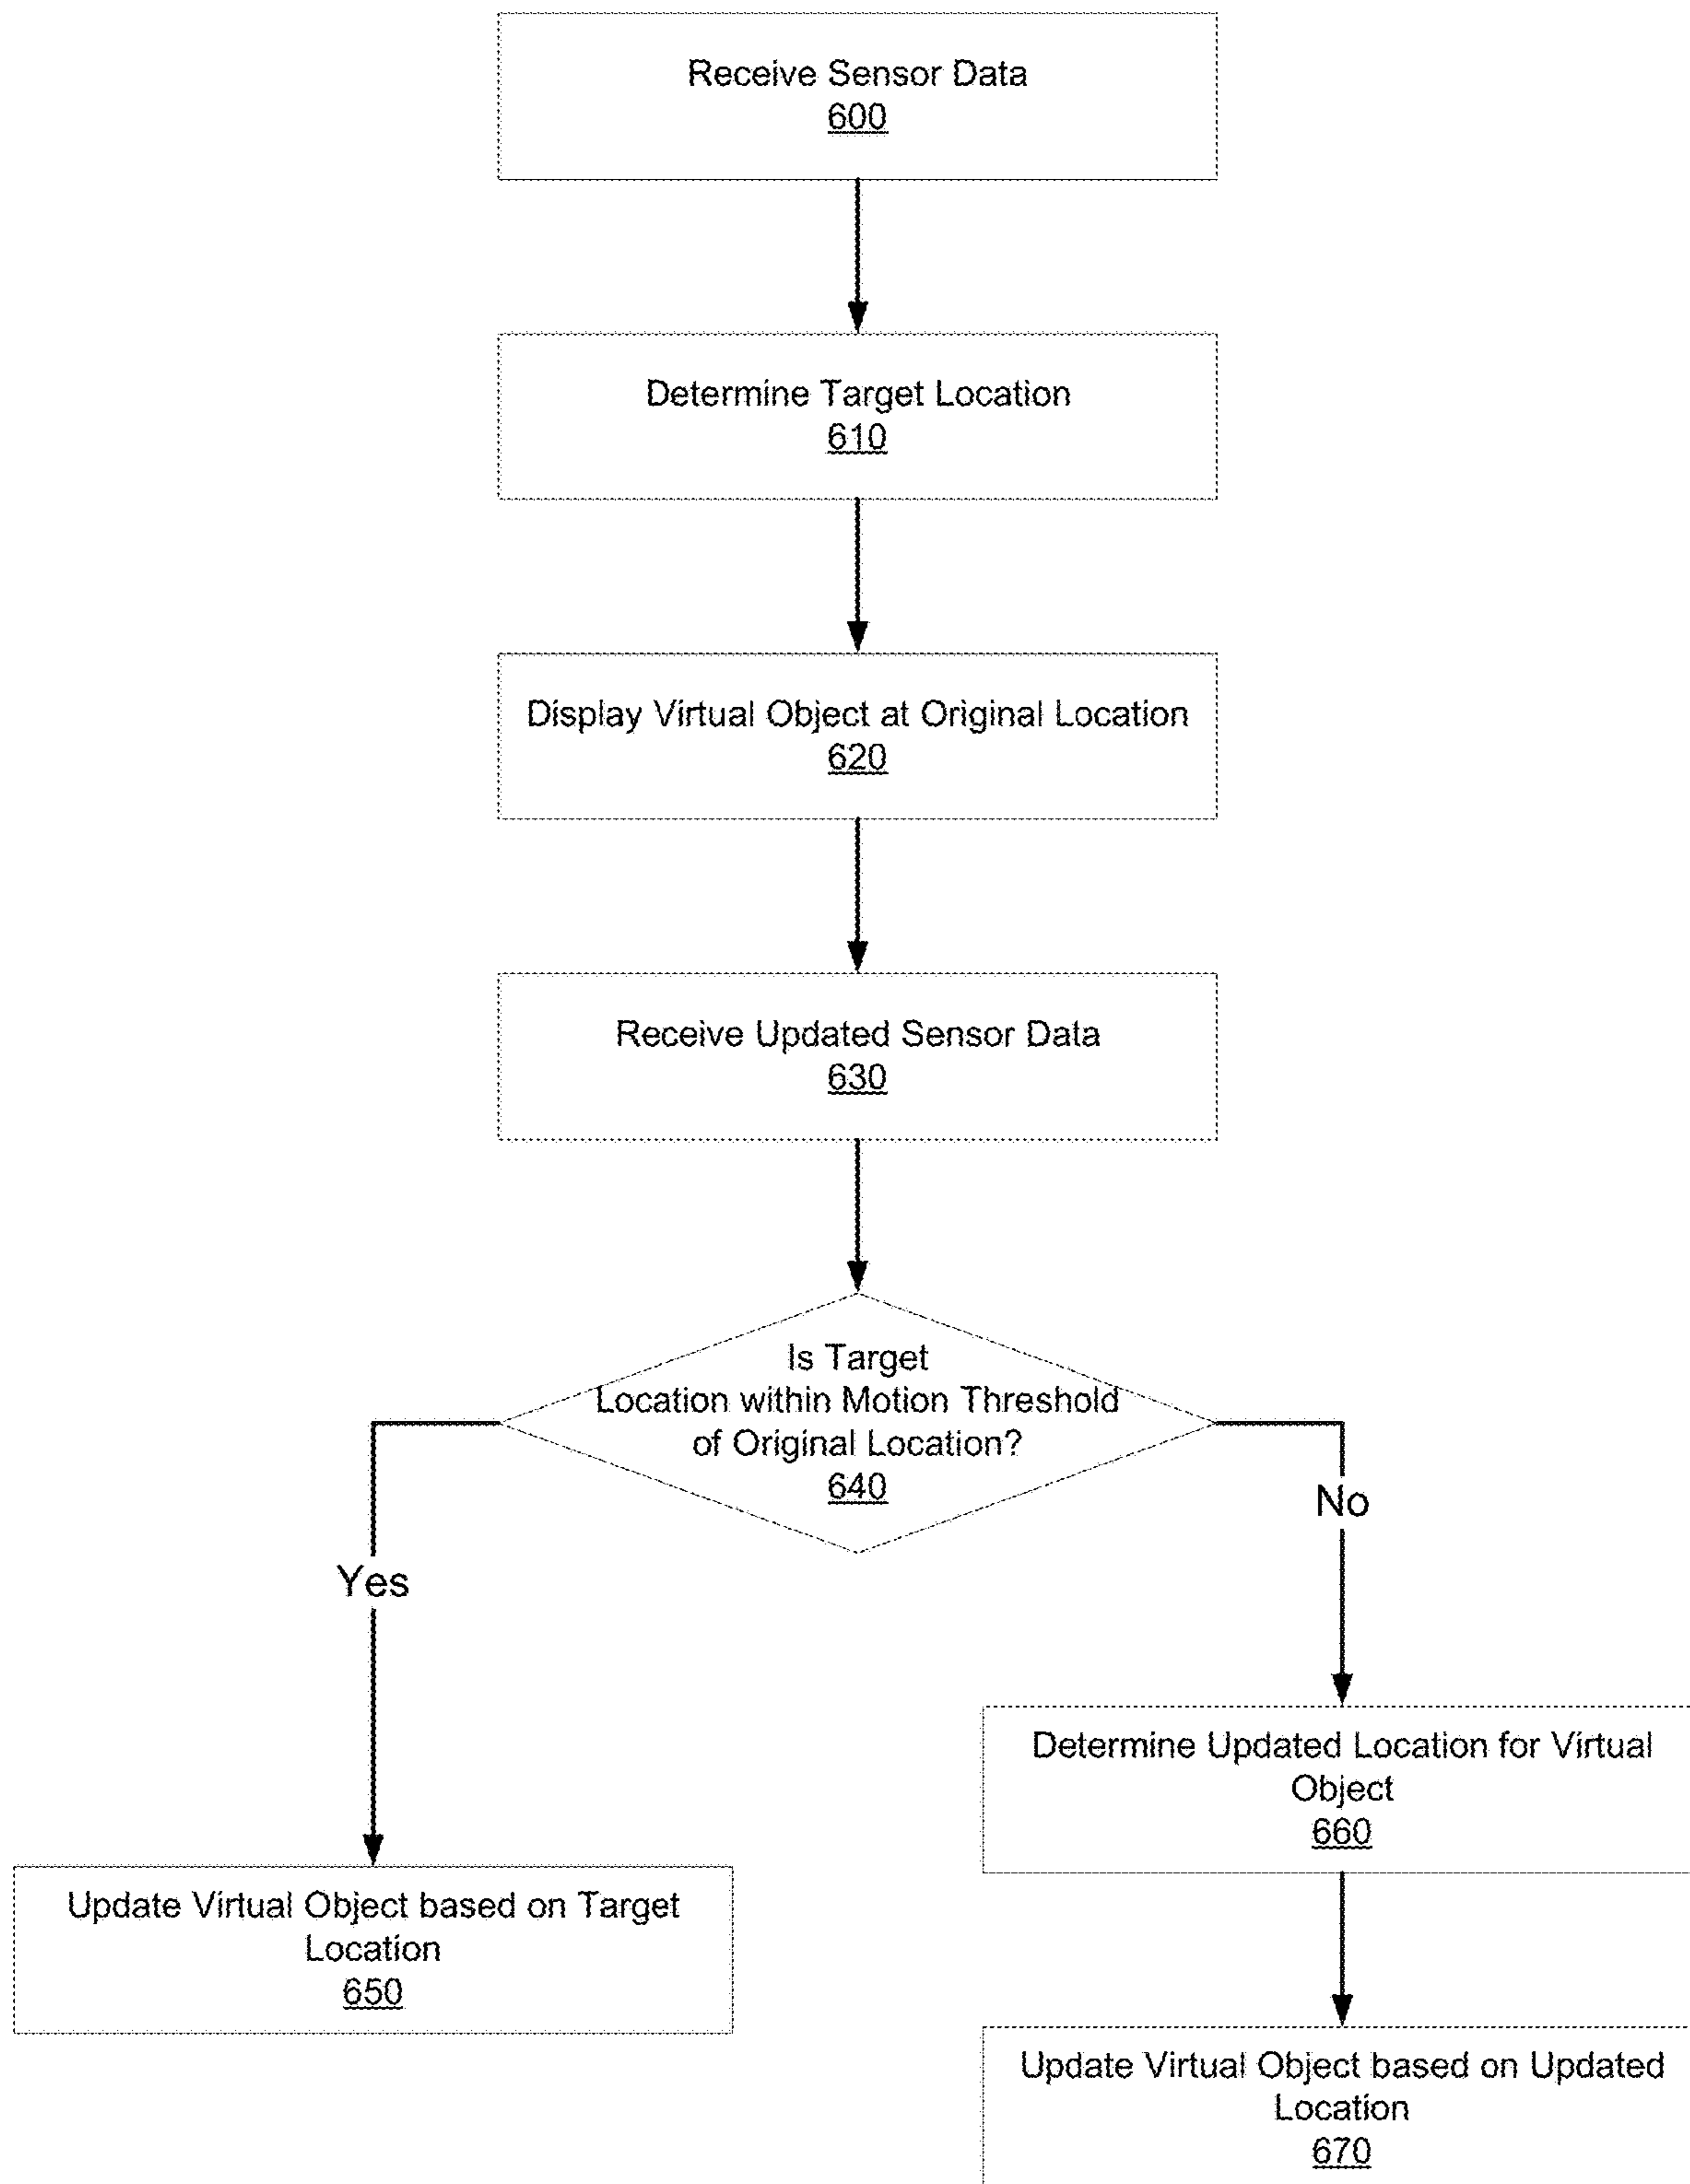 Receive Sensor Data
600
Determine Target Location
610
Display Virtual Object at Original Location
620
Receive Updated Sensor Data
630
Is Target
Location within Motion Threshold
of Original Location?
640
No
Yes
Determine Updated Location for Virtual
Object
660
Update Virtual Object based on Target
Location
650
Update Virtual Object based on Updated
Location
670